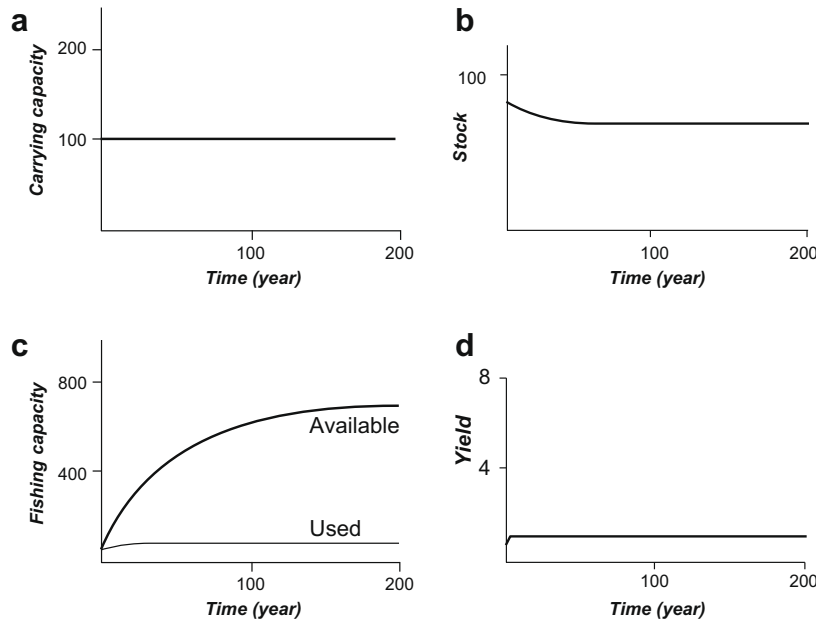 a
Carrying capacity
200
100
100
200
Time (year)
b
Stock
100
100
200
Time (year)
c
Fishing capacity
800
400
Available
Used
100
200
Time (year)
d
Yield
8
4
100
200
Time (year)